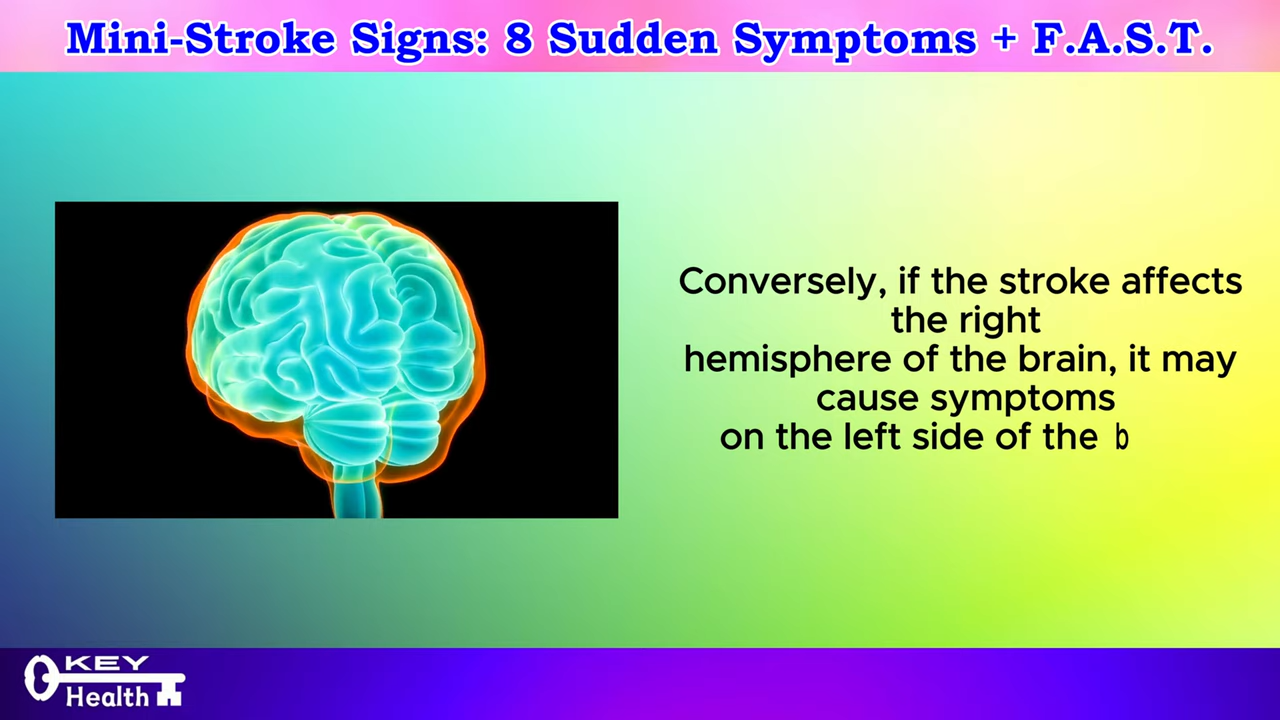 Mini-Stroke Signs: 8 Sudden Symptoms + F.A.S.T.
Conversely, if the stroke affects
the right
hemisphere of the brain, it may
cause symptoms
on the left side of the b
KEY
Health